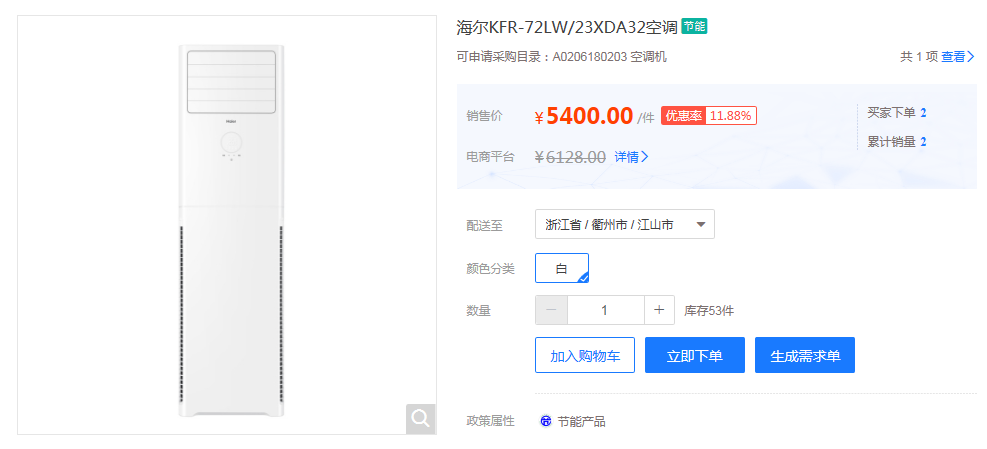 海尔KFR-72LW/23XDA32空调 节能
可申请采购目录：A0206180203 空调机 共 1 项 查看
Haier
销售价 ¥5400.00 /件 优惠率 11.88% 买家下单 2
累计销量 2
电商平台 ¥6128.00 详情
配送至 浙江省 / 衢州市 / 江山市
颜色分类 白
数量 1 库存53件
加入购物车 立即下单 生成需求单
政策属性 节能产品